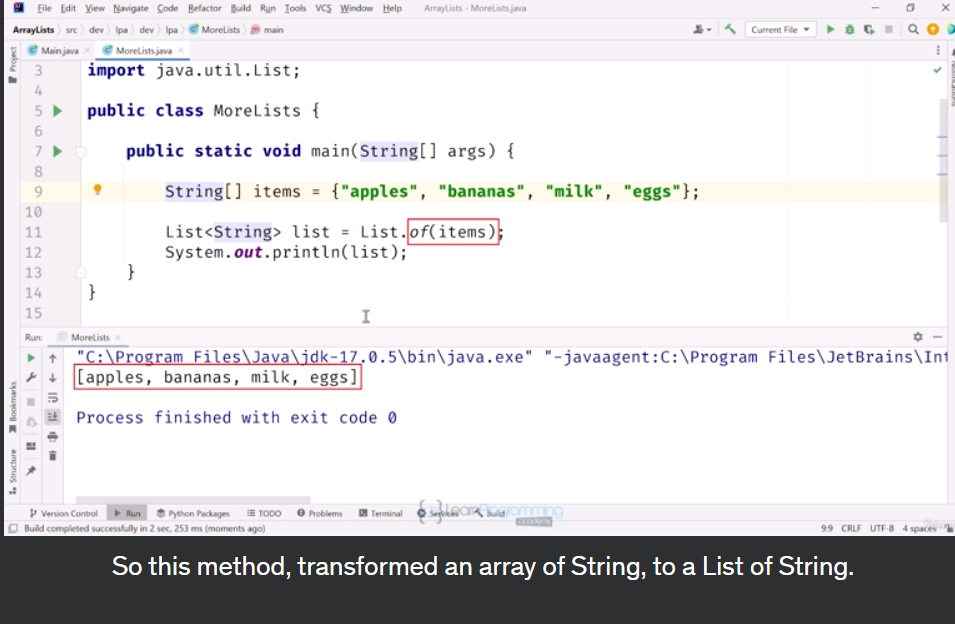 File Edit View Navigate Code Refactor Build Run Tools VCS Window Help ArrayLists - MoreLists.java
ArrayLists src dev lpa dev lpa MoreLists main Current File
Main.java MoreLists.java
Project
Notifications
3 import java.util.List;
4
5 public class MoreLists {
6
7 public static void main(String[] args) {
8
9 String[] items = {"apples", "bananas", "milk", "eggs"};
10
11 List<String> list = List.of(items);
12 System.out.println(list);
13 }
14 }
15
Run: MoreLists
"C:\Program Files\Java\jdk-17.0.5\bin\java.exe" "-javaagent:C:\Program Files\JetBrains\Int
[apples, bananas, milk, eggs]
Process finished with exit code 0
Bookmarks
Structure
Version Control Run Python Packages TODO Problems Terminal Services Build
LearnProgramming
academy
Build completed successfully in 2 sec, 253 ms (moments ago) 9:9 CRLF UTF-8 4 spaces
So this method, transformed an array of String, to a List of String.